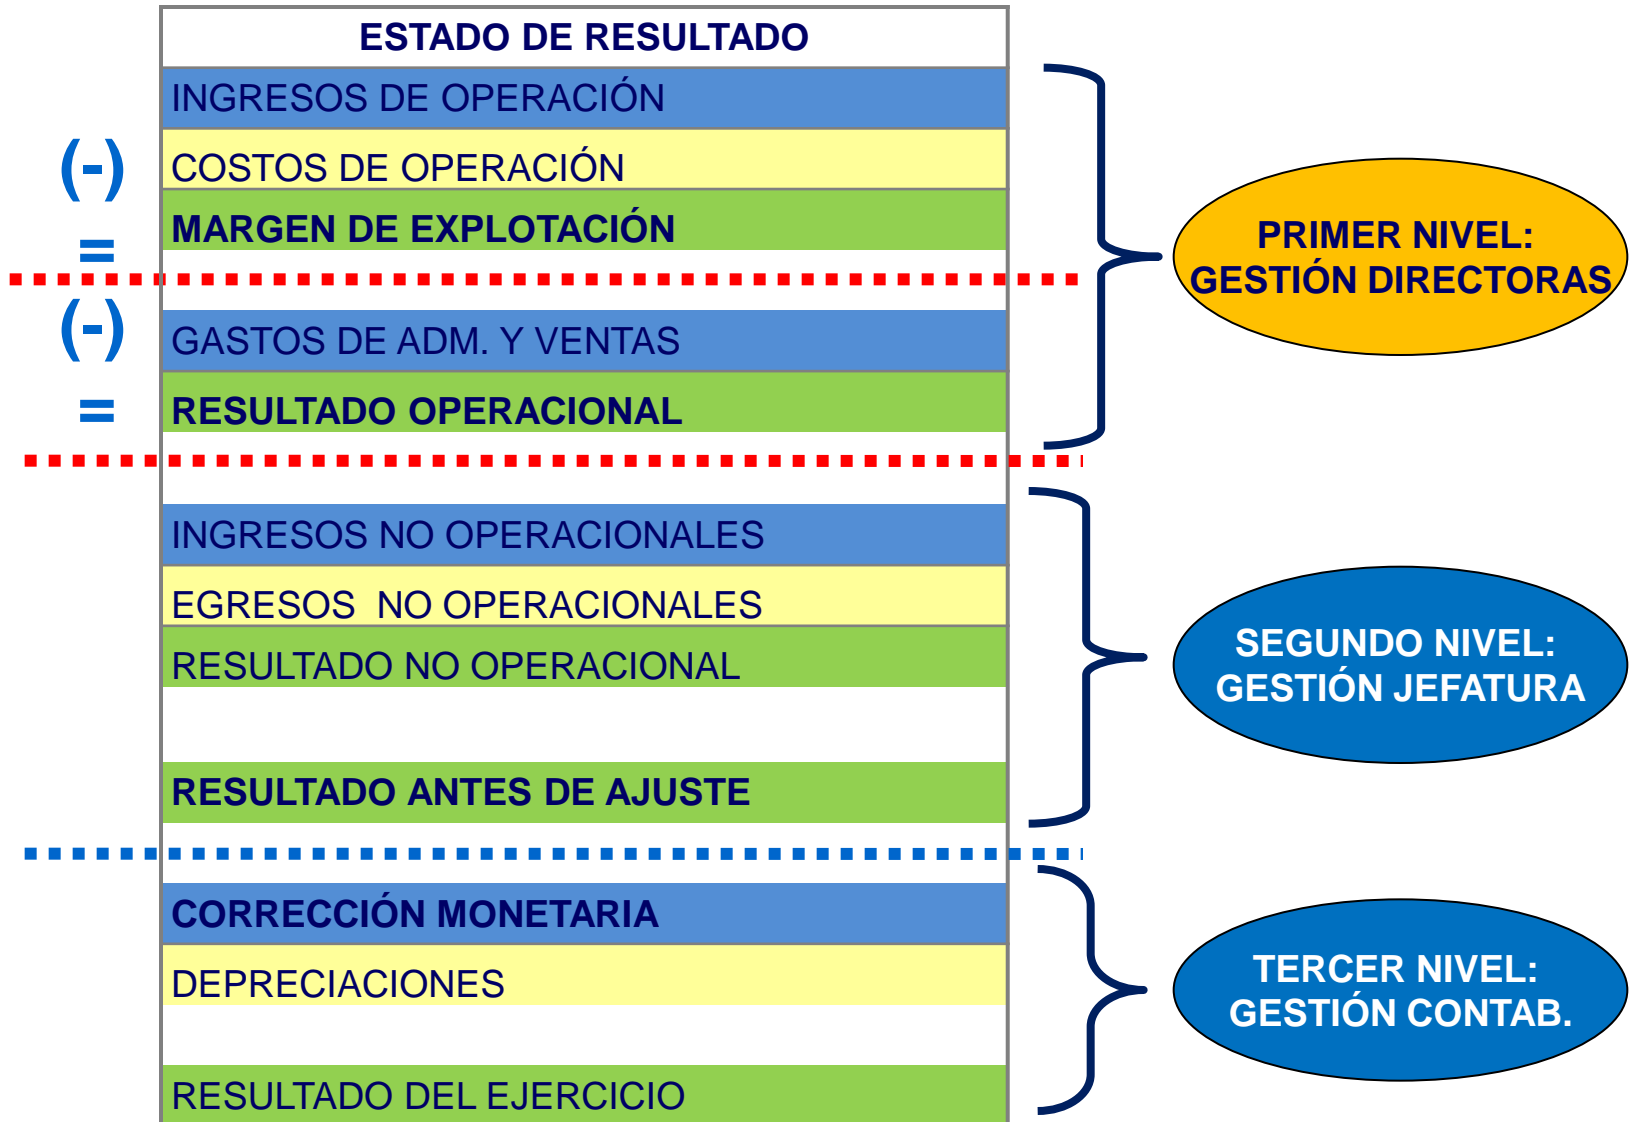 ESTADO DE RESULTADO
INGRESOS DE OPERACIÓN
(-) COSTOS DE OPERACIÓN
= MARGEN DE EXPLOTACIÓN
PRIMER NIVEL:
GESTIÓN DIRECTORAS
(-) GASTOS DE ADM. Y VENTAS
= RESULTADO OPERACIONAL
INGRESOS NO OPERACIONALES
EGRESOS NO OPERACIONALES
RESULTADO NO OPERACIONAL
SEGUNDO NIVEL:
GESTIÓN JEFATURA
RESULTADO ANTES DE AJUSTE
CORRECCIÓN MONETARIA
DEPRECIACIONES
TERCER NIVEL:
GESTIÓN CONTAB.
RESULTADO DEL EJERCICIO